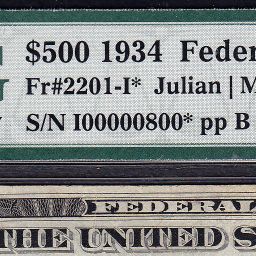 $500 1934 Feder
Fr#2201-I* Julian | M
S/N I00000800* pp B
FEDERAL
THE UNITED S